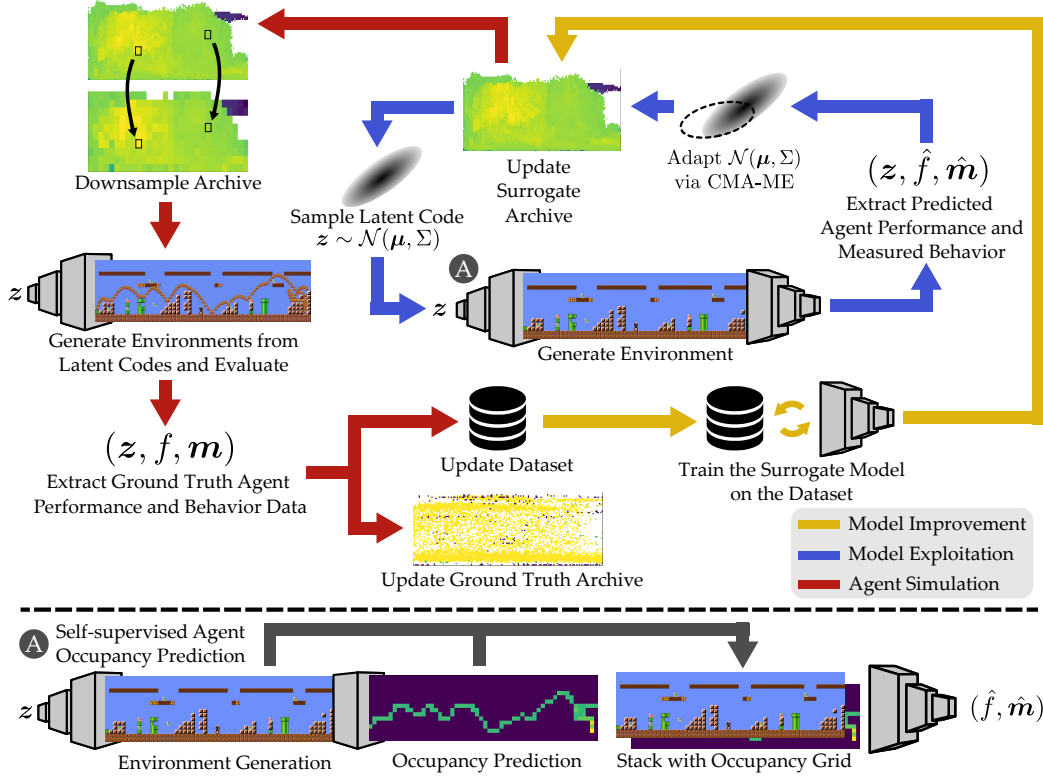 Downsample Archive
Sample Latent Code
z ∼ 𝒩(μ, Σ)
Update
Surrogate
Archive
Adapt 𝒩(μ, Σ)
via CMA-ME
(z, f̂, m̂)
Extract Predicted
Agent Performance and
Measured Behavior
z
Generate Environments from
Latent Codes and Evaluate
A
z
Generate Environment
(z, f, m)
Extract Ground Truth Agent
Performance and Behavior Data
Update Dataset
Train the Surrogate Model
on the Dataset
Update Ground Truth Archive
Model Improvement
Model Exploitation
Agent Simulation
A
Self-supervised Agent
Occupancy Prediction
z
(f̂, m̂)
Environment Generation
Occupancy Prediction
Stack with Occupancy Grid